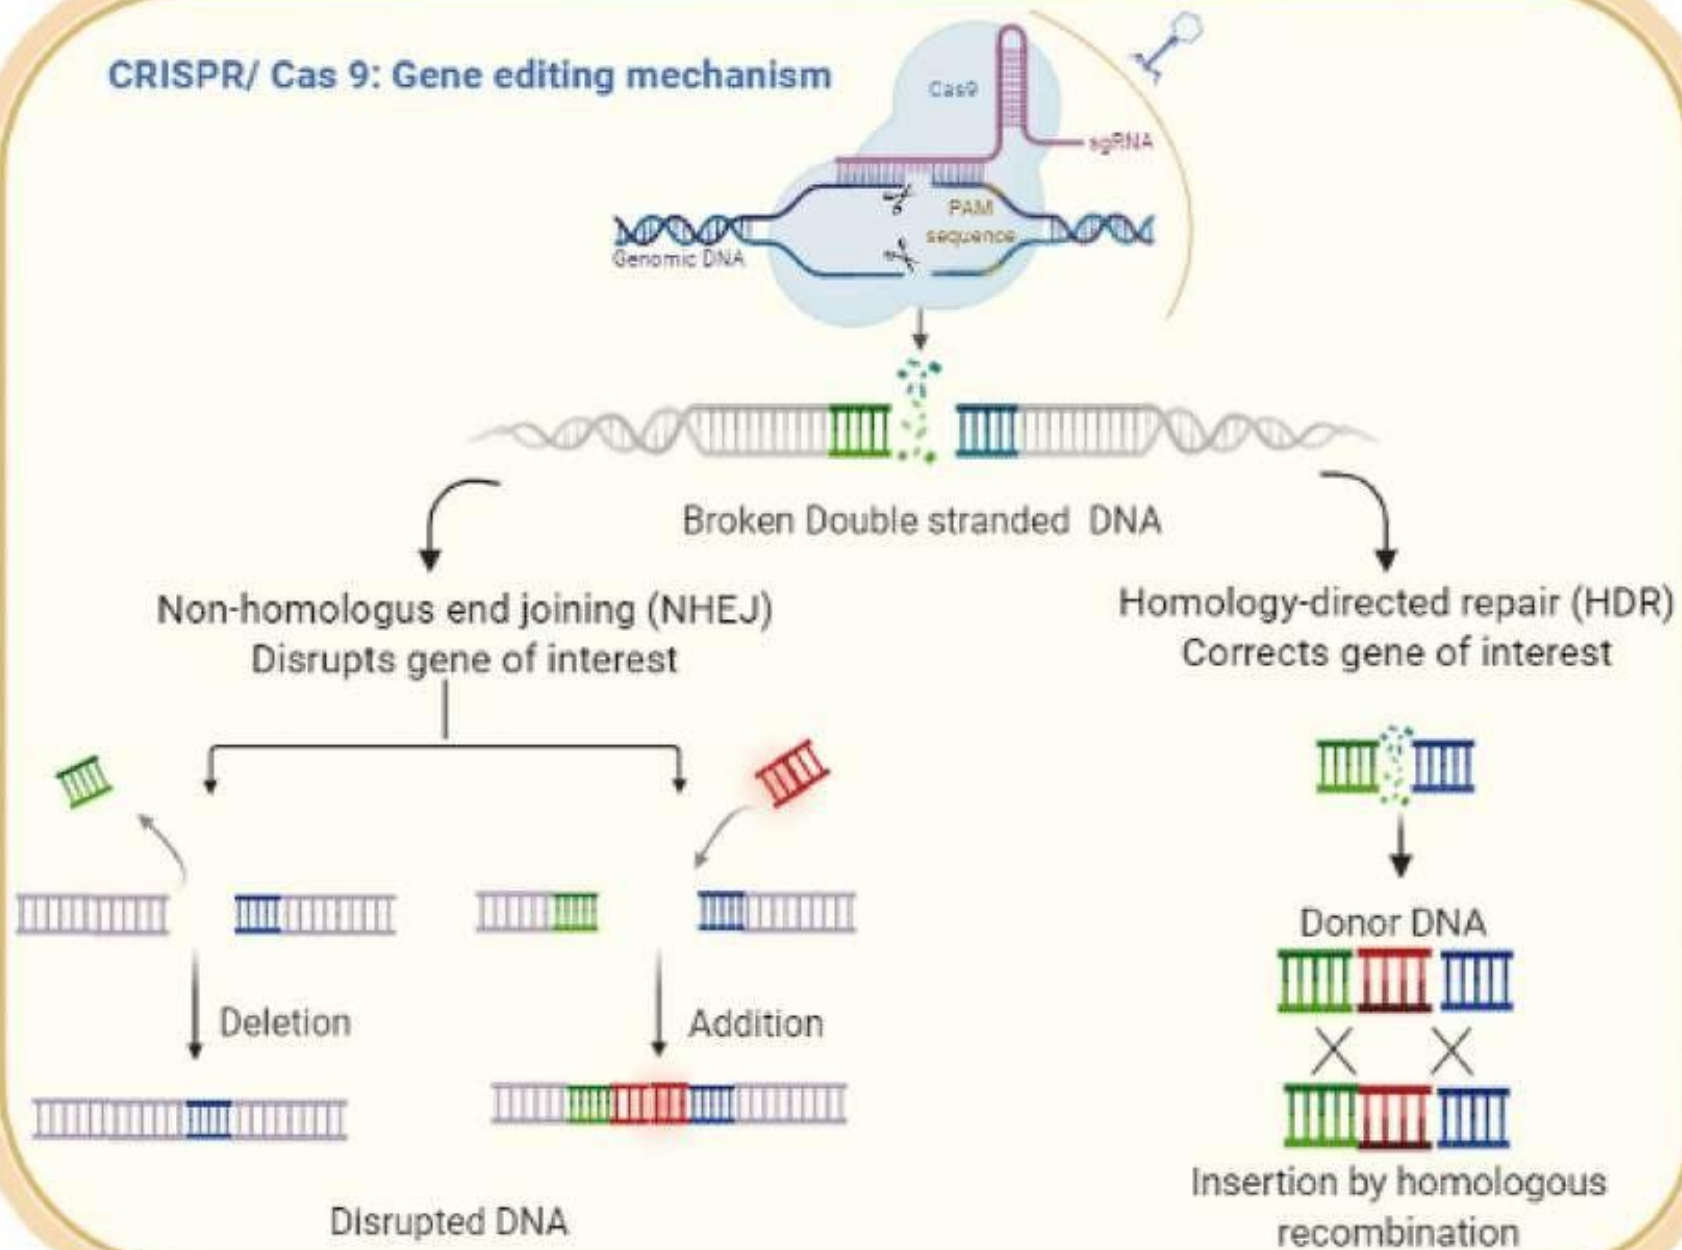 CRISPR/ Cas 9: Gene editing mechanism
Cas9
sgRNA
PAM
sequence
Genomic DNA
Broken Double stranded DNA
Non-homologus end joining (NHEJ)
Disrupts gene of interest
Homology-directed repair (HDR)
Corrects gene of interest
Donor DNA
Deletion
Addition
Insertion by homologous
recombination
Disrupted DNA